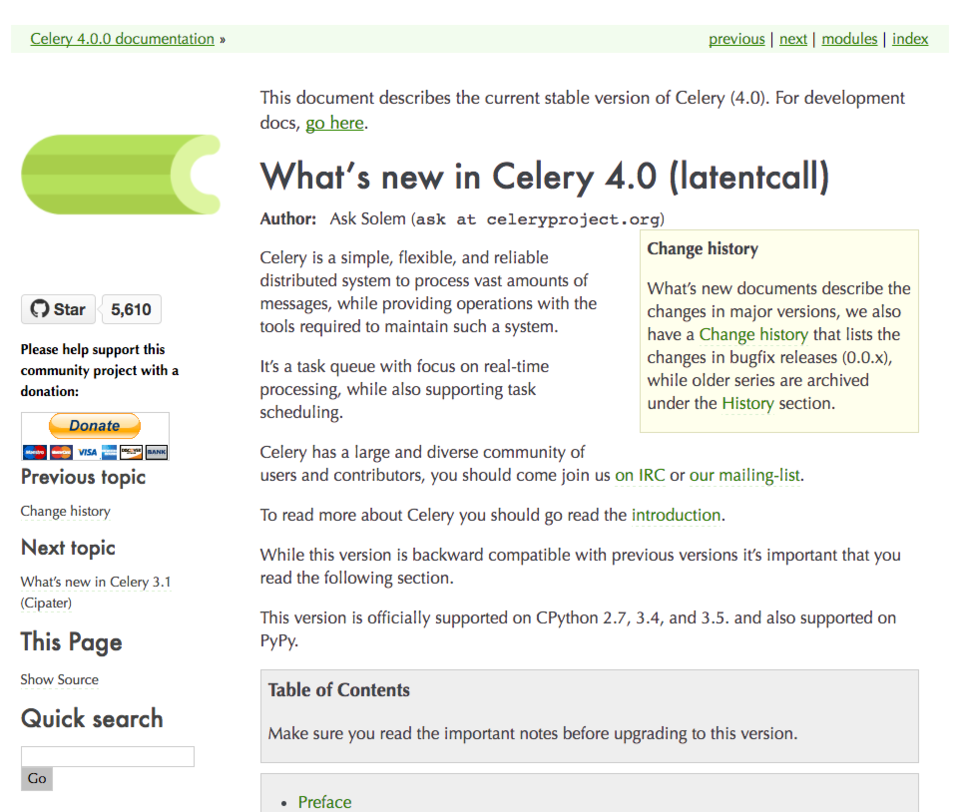 Celery 4.0.0 documentation »
previous | next | modules | index
This document describes the current stable version of Celery (4.0). For development
docs, go here.
What's new in Celery 4.0 (latentcall)
Author: Ask Solem (ask at celeryproject.org)
Change history
What's new documents describe the
changes in major versions, we also
have a Change history that lists the
changes in bugfix releases (0.0.x),
while older series are archived
under the History section.
Celery is a simple, flexible, and reliable
distributed system to process vast amounts of
messages, while providing operations with the
tools required to maintain such a system.
It's a task queue with focus on real-time
processing, while also supporting task
scheduling.
Celery has a large and diverse community of
users and contributors, you should come join us on IRC or our mailing-list.
To read more about Celery you should go read the introduction.
While this version is backward compatible with previous versions it's important that you
read the following section.
This version is officially supported on CPython 2.7, 3.4, and 3.5. and also supported on
PyPy.
Table of Contents
Make sure you read the important notes before upgrading to this version.
• Preface
Star 5,610
Please help support this
community project with a
donation:
Donate
Maestro VISA DISCOVER BANK
Previous topic
Change history
Next topic
What's new in Celery 3.1
(Cipater)
This Page
Show Source
Quick search
Go